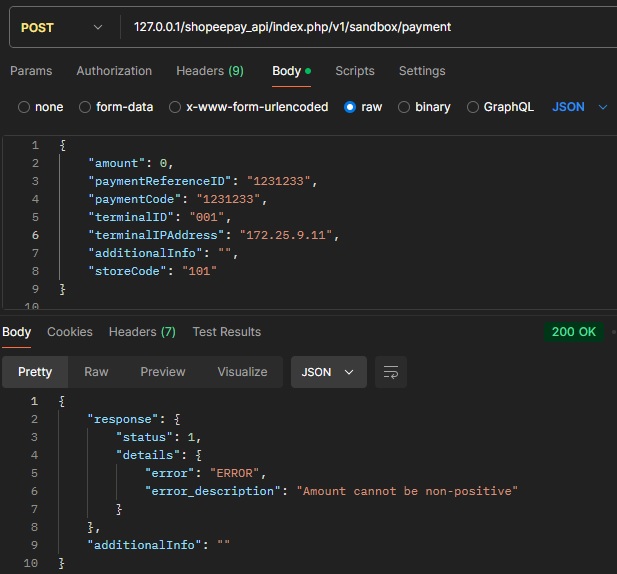 POST 127.0.0.1/shopeepay_api/index.php/v1/sandbox/payment
Params Authorization Headers (9) Body Scripts Settings
none form-data x-www-form-urlencoded raw binary GraphQL JSON
1 {
2 "amount": 0,
3 "paymentReferenceID": "1231233",
4 "paymentCode": "1231233",
5 "terminalID": "001",
6 "terminalIPAddress": "172.25.9.11",
7 "additionalInfo": "",
8 "storeCode": "101"
9 }
10
Body Cookies Headers (7) Test Results 200 OK
Pretty Raw Preview Visualize JSON
1 {
2 "response": {
3 "status": 1,
4 "details": {
5 "error": "ERROR",
6 "error_description": "Amount cannot be non-positive"
7 }
8 },
9 "additionalInfo": ""
10 }